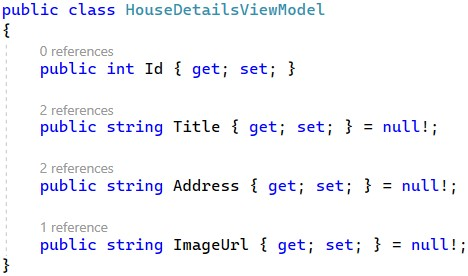 public class HouseDetailsViewModel
{
0 references
public int Id { get; set; }
2 references
public string Title { get; set; } = null!;
2 references
public string Address { get; set; } = null!;
1 reference
public string ImageUrl { get; set; } = null!;
}